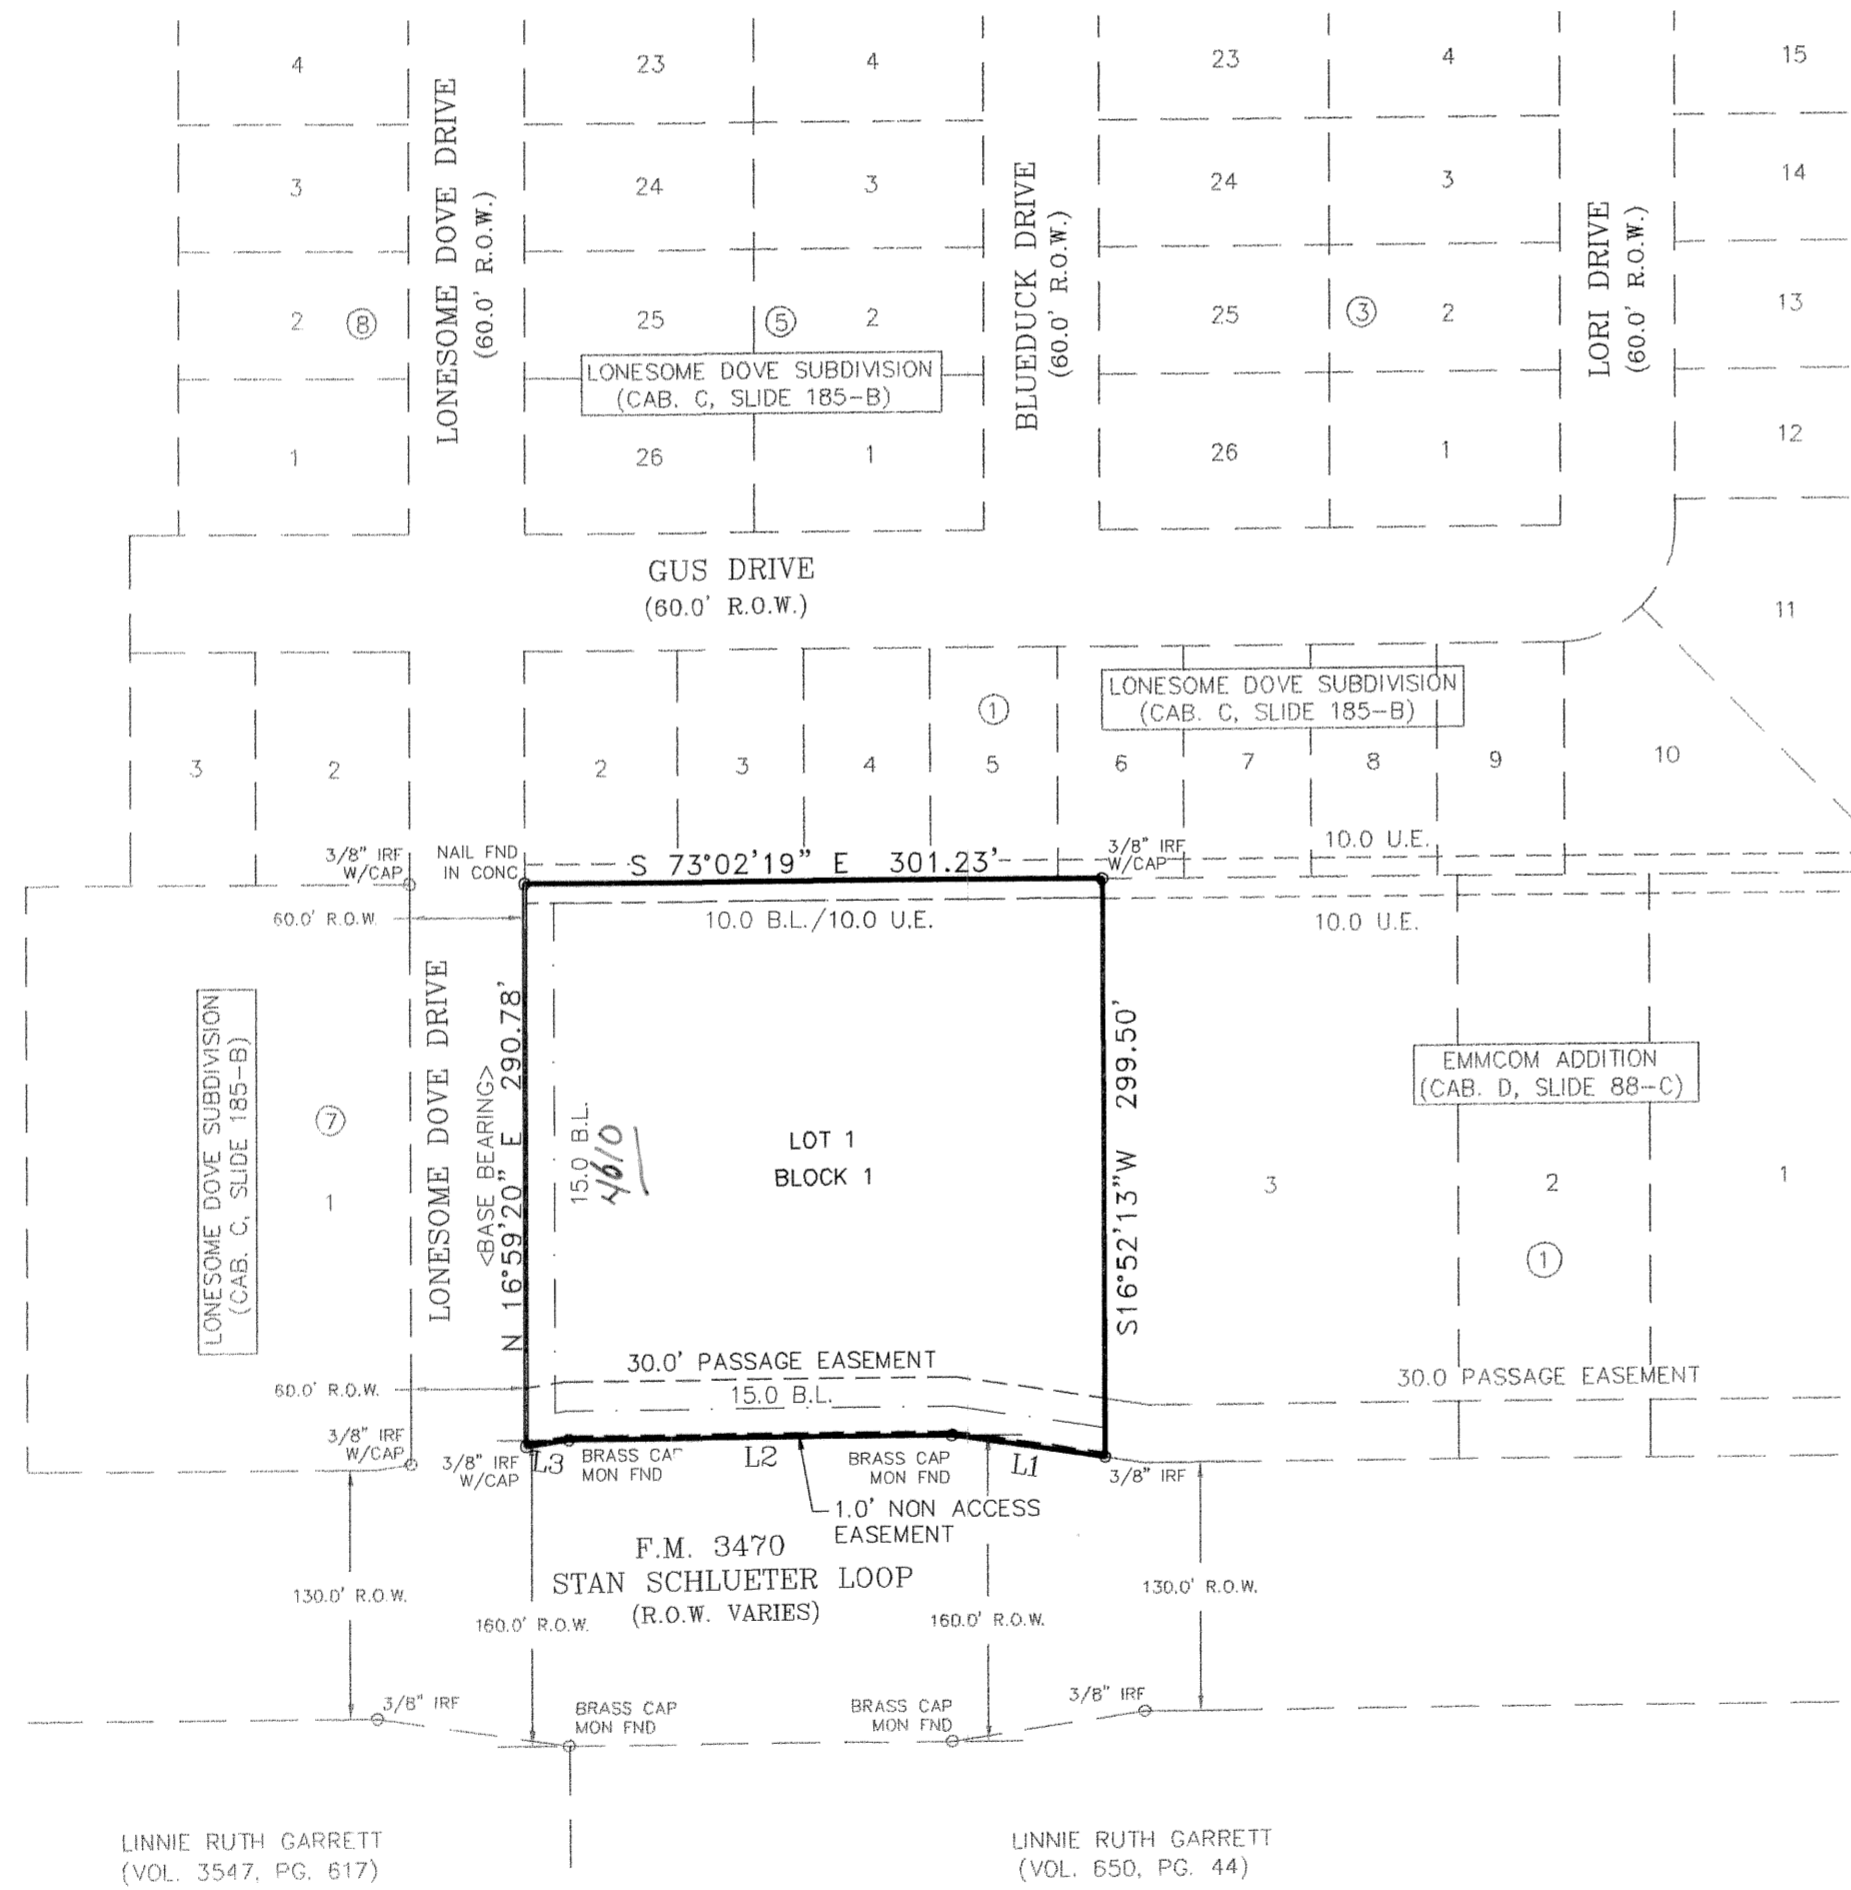 4
23
4
23
4
15
3
24
3
24
3
14
2
⑧
25
⑤
2
25
③
2
13
LONESOME DOVE DRIVE
(60.0' R.O.W.)
BLUEDUCK DRIVE
(60.0' R.O.W.)
LORI DRIVE
(60.0' R.O.W.)
LONESOME DOVE SUBDIVISION
(CAB. C, SLIDE 185-B)
1
26
1
26
1
12
GUS DRIVE
(60.0' R.O.W.)
11
①
LONESOME DOVE SUBDIVISION
(CAB. C, SLIDE 185-B)
3
2
2
3
4
5
6
7
8
9
10
3/8" IRF
W/CAP
NAIL FND
IN CONC
S 73°02'19" E 301.23'
3/8" IRF
W/CAP
10.0 U.E.
60.0' R.O.W.
10.0 B.L./10.0 U.E.
10.0 U.E.
LONESOME DOVE SUBDIVISION
(CAB. C, SLIDE 185-B)
⑦
1
LONESOME DOVE DRIVE
<BASE BEARING>
N 16°59'20" E 290.78'
15.0 B.L.
4610
LOT 1
BLOCK 1
S16°52'13"W 299.50'
EMMCOM ADDITION
(CAB. D, SLIDE 88-C)
3
2
1
①
30.0' PASSAGE EASEMENT
30.0 PASSAGE EASEMENT
60.0' R.O.W.
15.0 B.L.
3/8" IRF
W/CAP
3/8" IRF
W/CAP
L3
BRASS CAP
MON FND
L2
BRASS CAP
MON FND
L1
3/8" IRF
1.0' NON ACCESS
EASEMENT
F.M. 3470
STAN SCHLUETER LOOP
(R.O.W. VARIES)
130.0' R.O.W.
160.0' R.O.W.
160.0' R.O.W.
130.0' R.O.W.
3/8" IRF
BRASS CAP
MON FND
BRASS CAP
MON FND
3/8" IRF
LINNIE RUTH GARRETT
(VOL. 3547, PG. 617)
LINNIE RUTH GARRETT
(VOL. 650, PG. 44)